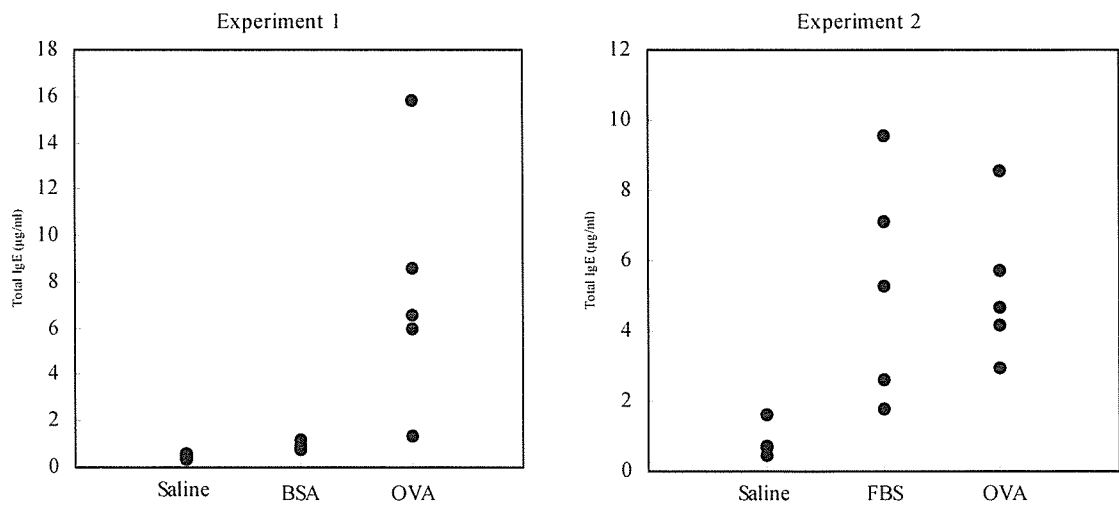 Experiment 1
18
16
14
12
10
8
6
4
2
0
Total IgE (µg/ml)
Saline BSA OVA
Experiment 2
12
10
8
6
4
2
0
Total IgE (µg/ml)
Saline FBS OVA